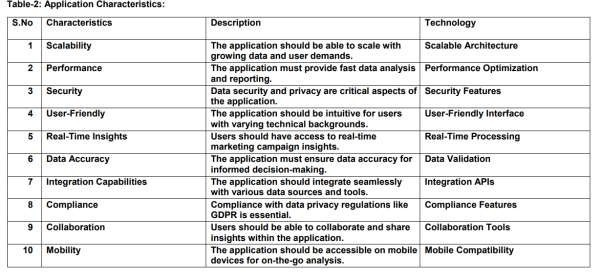 Table-2: Application Characteristics:
S.No Characteristics Description Technology
1 Scalability The application should be able to scale with growing data and user demands. Scalable Architecture
2 Performance The application must provide fast data analysis and reporting. Performance Optimization
3 Security Data security and privacy are critical aspects of the application. Security Features
4 User-Friendly The application should be intuitive for users with varying technical backgrounds. User-Friendly Interface
5 Real-Time Insights Users should have access to real-time marketing campaign insights. Real-Time Processing
6 Data Accuracy The application must ensure data accuracy for informed decision-making. Data Validation
7 Integration Capabilities The application should integrate seamlessly with various data sources and tools. Integration APIs
8 Compliance Compliance with data privacy regulations like GDPR is essential. Compliance Features
9 Collaboration Users should be able to collaborate and share insights within the application. Collaboration Tools
10 Mobility The application should be accessible on mobile devices for on-the-go analysis. Mobile Compatibility